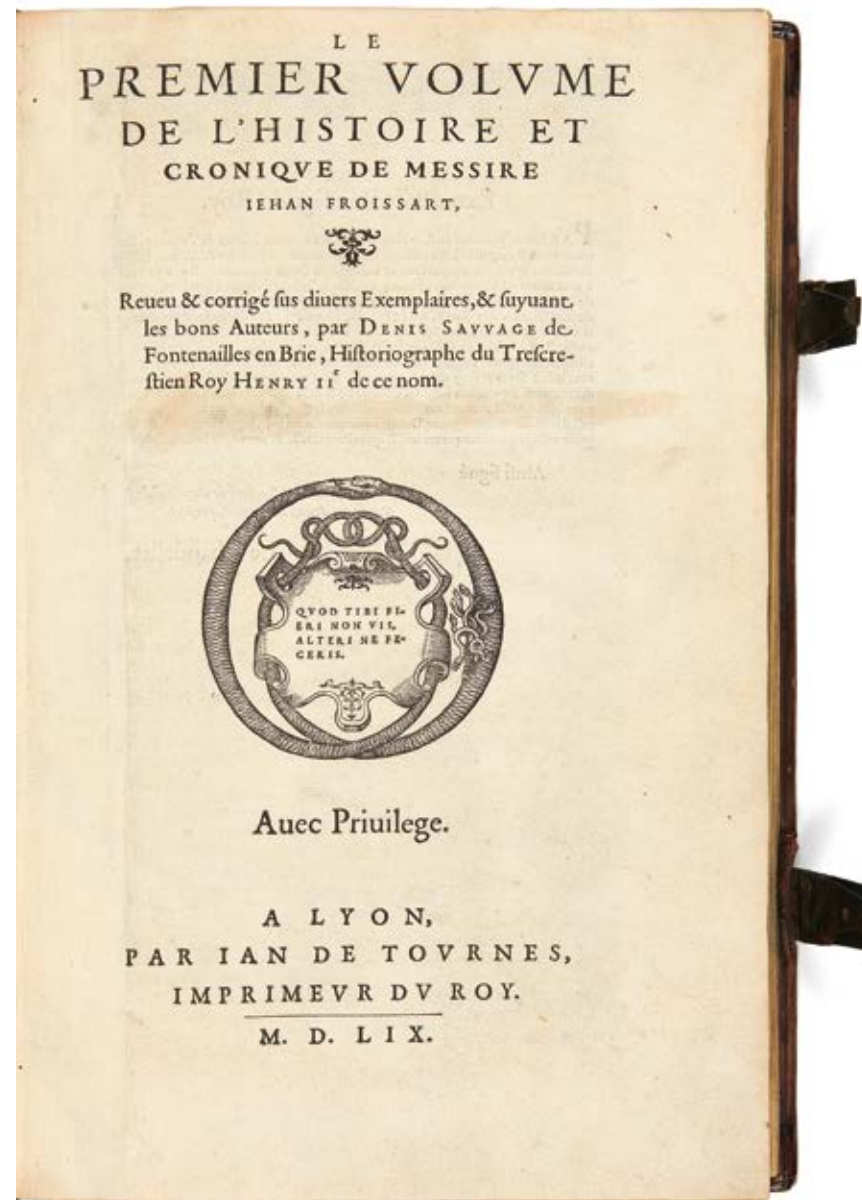 LE
PREMIER VOLVME
DE L'HISTOIRE ET
CRONIQVE DE MESSIRE
IEHAN FROISSART,
Reueu & corrigé ſus diuers Exemplaires, & ſuyuant
les bons Auteurs, par DENIS SAVVAGE de
Fontenailles en Brie, Hiſtoriographe du Treſcre-
ſtien Roy HENRY IIᵉ de ce nom.
QVOD TIBI FI-
ERI NON VIS,
ALTERI NE FE-
CERIS.
Auec Priuilege.
A LYON,
PAR IAN DE TOVRNES,
IMPRIMEVR DV ROY.
M. D. LIX.